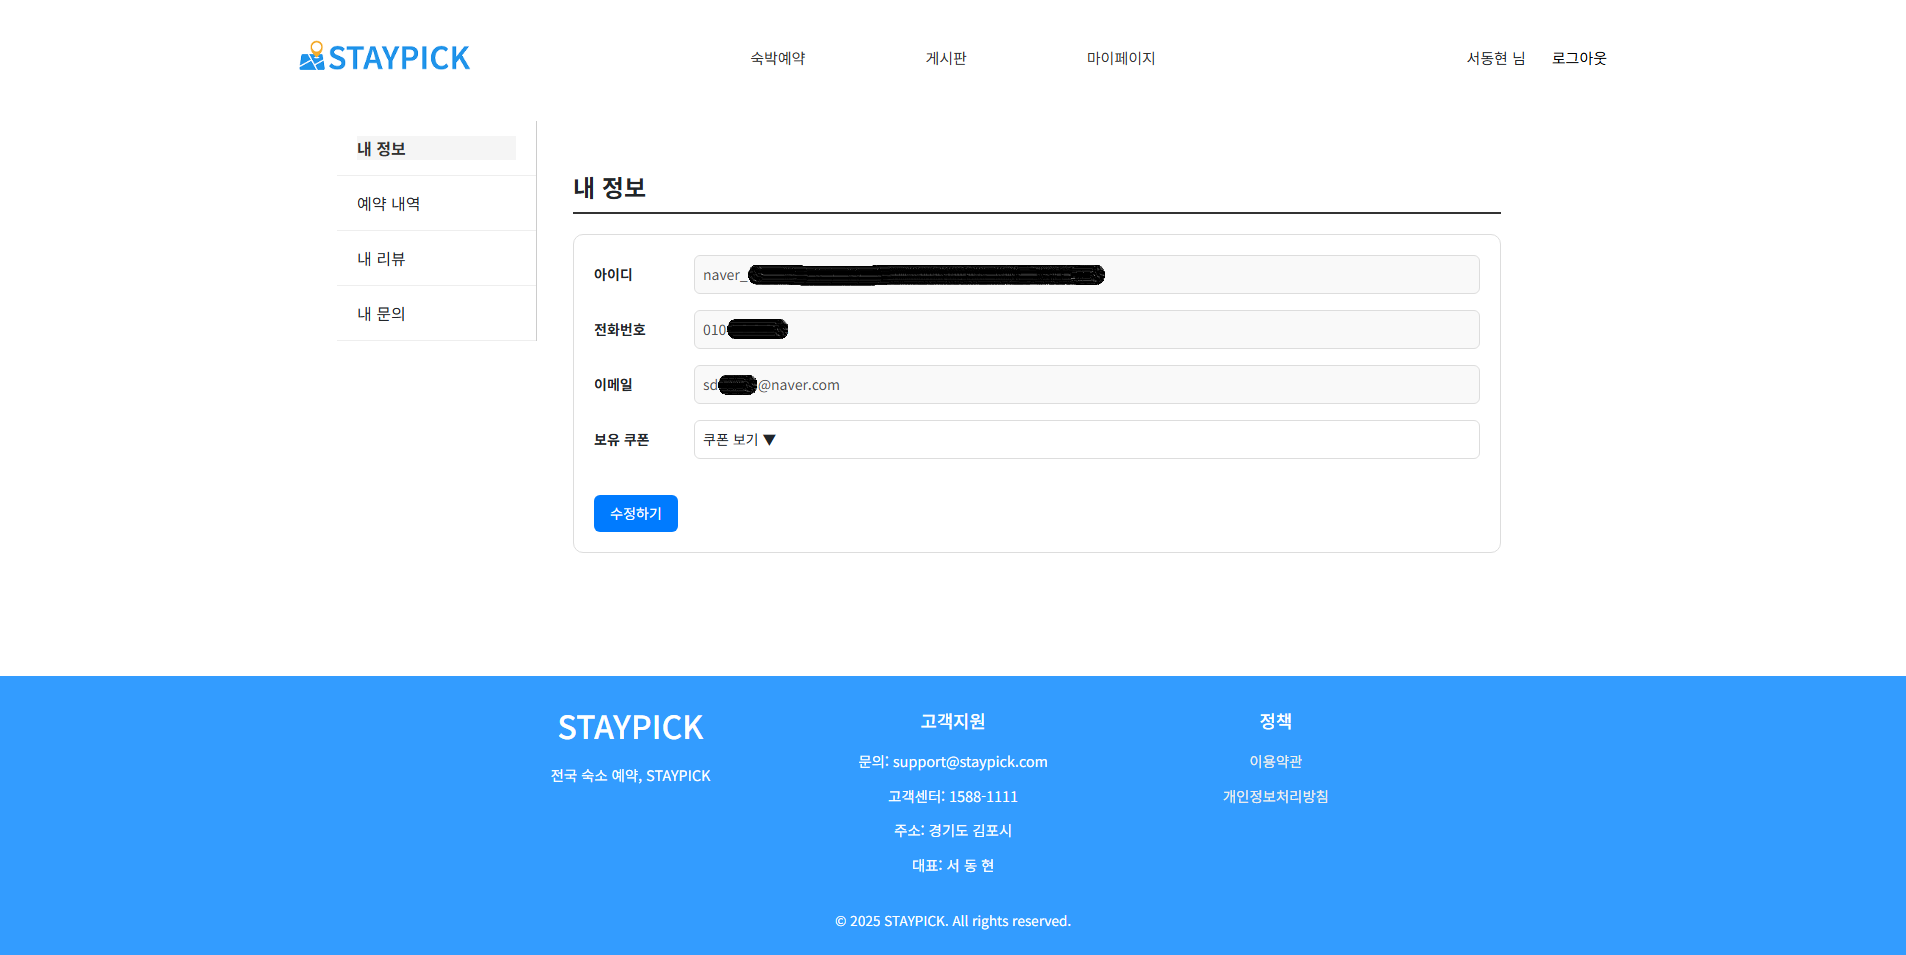 STAYPICK
숙박예약
게시판
마이페이지
서동현 님
로그아웃
내 정보
예약 내역
내 리뷰
내 문의
내 정보
아이디
naver_
전화번호
010
이메일
sd @naver.com
보유 쿠폰
쿠폰 보기 ▼
수정하기
STAYPICK
전국 숙소 예약, STAYPICK
고객지원
문의: support@staypick.com
고객센터: 1588-1111
주소: 경기도 김포시
대표: 서 동 현
정책
이용약관
개인정보처리방침
© 2025 STAYPICK. All rights reserved.